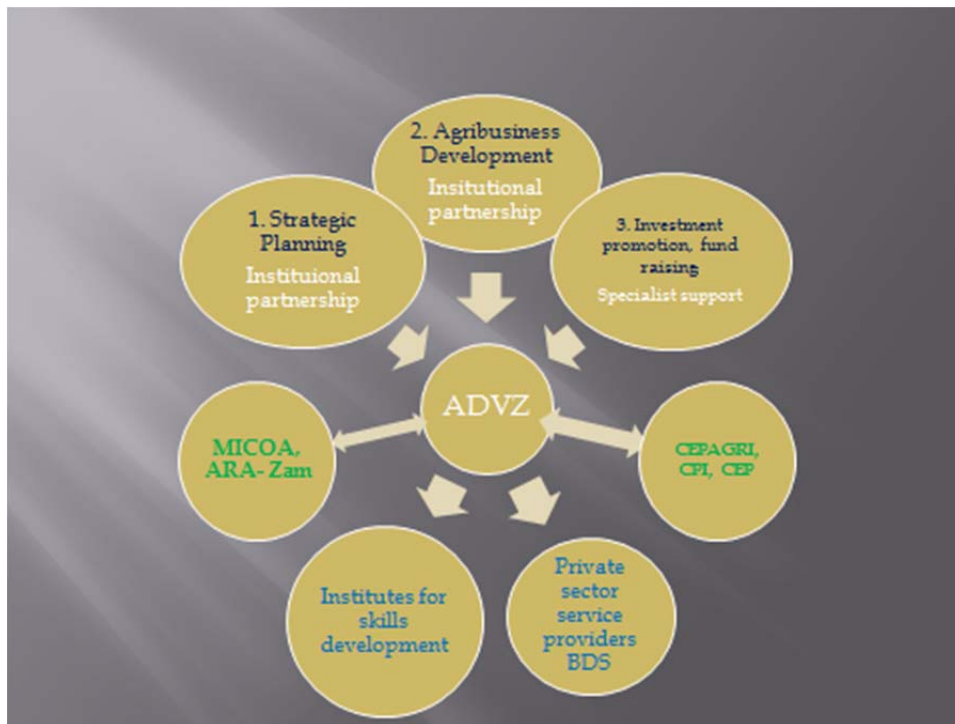 2. Agribusiness
Development
Insitutional
partnership
1. Strategic
Planning
Instituional
partnership
3. Investment
promotion, fund
raising
Specialist support
ADVZ
MICOA,
ARA- Zam
CEPAGRI,
CPI, CEP
Institutes for
skills
development
Private
sector
service
providers
BDS